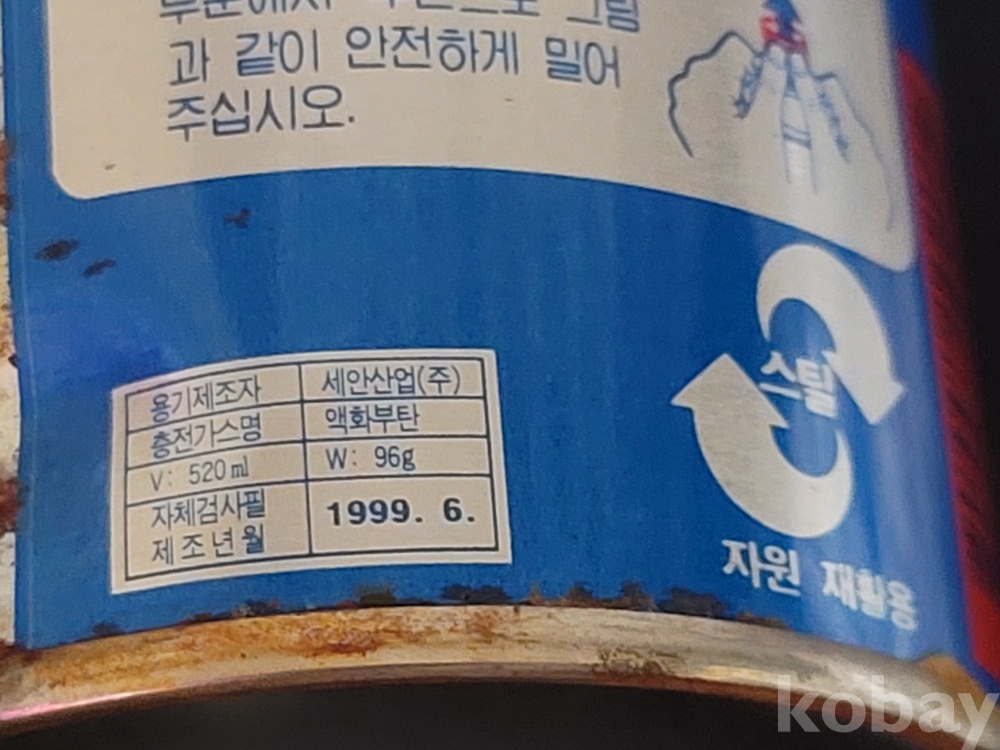 그림
과 같이 안전하게 밀어
주십시오.
용기제조자 세안산업(주)
충전가스명 액화부탄
V: 520ml W: 96g
자체검사필
제조년월 1999. 6.
스틸
자원 재활용
kobay